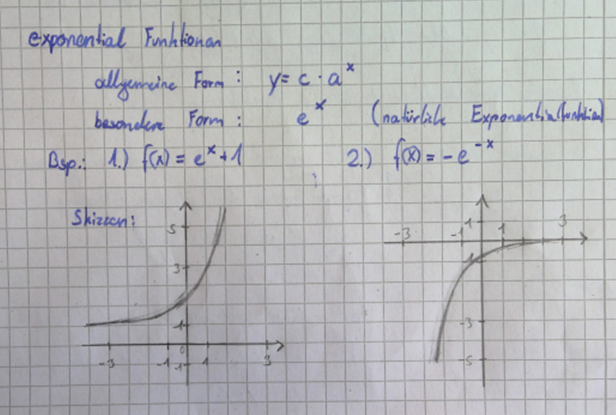 exponential Funktionen
allgemeine Form : y = c · a^x
besondere Form : e^x (natürliche Exponentialfunktion)
Bsp.: 1.) f(x) = e^x + 1 2.) f(x) = -e^-x
Skizzen:
5
3
1
-3 -1 0 1 3
-1
1
-3 -1 1 3
-1
-3
-5